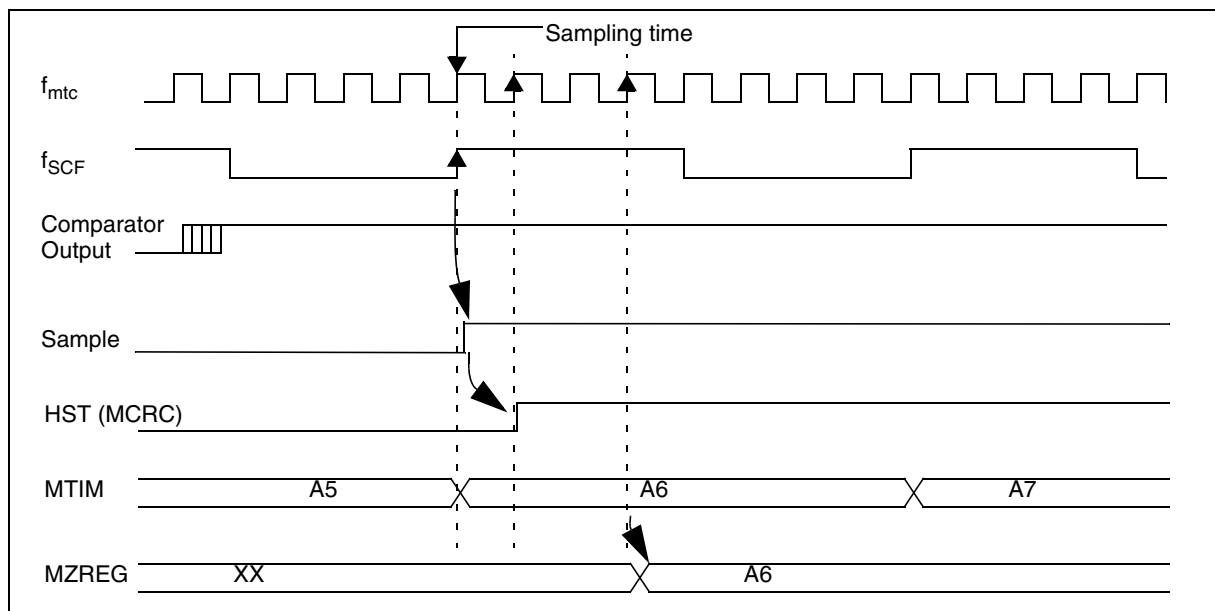 Sampling time
fmtc
fSCF
Comparator
Output
Sample
HST (MCRC)
MTIM A5 A6 A7
MZREG XX A6